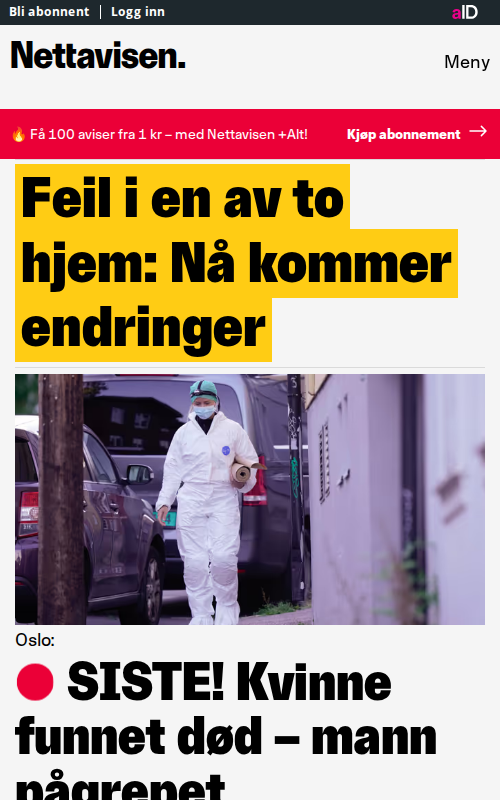 Bli abonnent | Logg inn
aID
Nettavisen.
Meny
🔥 Få 100 aviser fra 1 kr – med Nettavisen +Alt!
Kjøp abonnement →
Feil i en av to
hjem: Nå kommer
endringer
Oslo:
🔴 SISTE! Kvinne
funnet død – mann
pågrepet